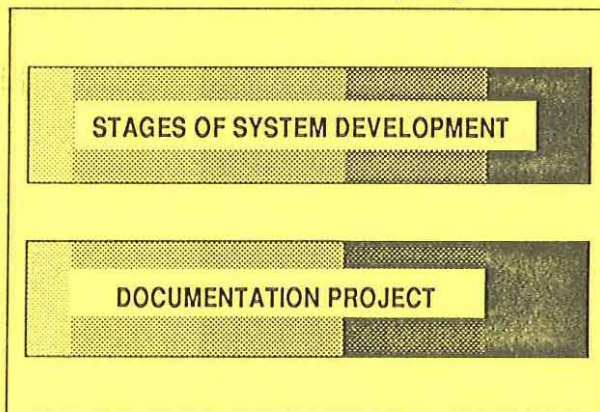 STAGES OF SYSTEM DEVELOPMENT
DOCUMENTATION PROJECT